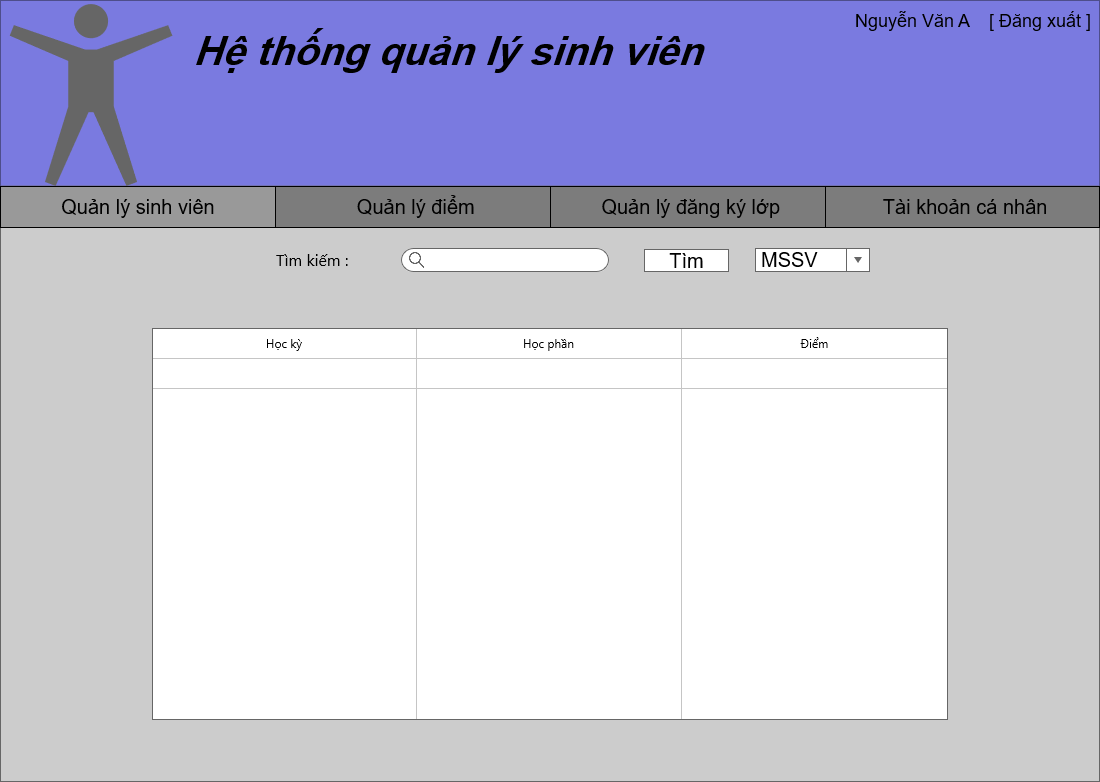 Nguyễn Văn A [ Đăng xuất ]
Hệ thống quản lý sinh viên
Quản lý sinh viên Quản lý điểm Quản lý đăng ký lớp Tài khoản cá nhân
Tìm kiếm : Tìm MSSV
Học kỳ Học phần Điểm